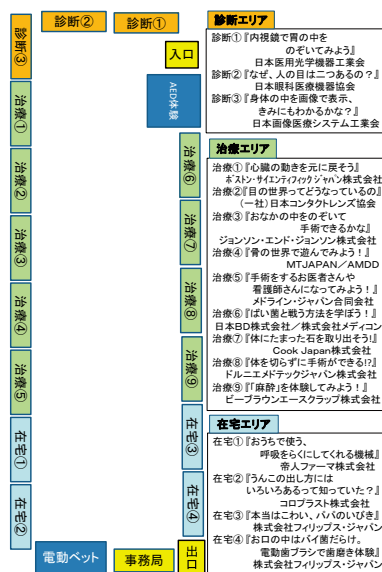 診断②
診断①
入口
AED体験
診断③
治療①
治療②
治療③
治療④
治療⑤
在宅①
在宅②
治療⑥
治療⑦
治療⑧
治療⑨
在宅③
在宅④
電動ベット
事務局
出口
診断エリア
診断①『内視鏡で胃の中を
のぞいてみよう』
日本医用光学機器工業会
診断②『なぜ、人の目は二つあるの?』
日本眼科医療機器協会
診断③『身体の中を画像で表示、
きみにもわかるかな?』
日本画像医療システム工業会
治療エリア
治療①『心臓の動きを元に戻そう』
ボストン・サイエンティフィックジャパン株式会社
治療②『目の世界ってどうなっているの』
(一社)日本コンタクトレンズ協会
治療③『おなかの中をのぞいて
手術できるかな』
ジョンソン・エンド・ジョンソン株式会社
治療④『骨の世界で遊んでみよう!』
MTJAPAN/AMDD
治療⑤『手術をするお医者さんや
看護師さんになってみよう!』
メドライン・ジャパン合同会社
治療⑥『ばい菌と戦う方法を学ぼう!』
日本BD株式会社/株式会社メディコン
治療⑦『体にたまった石を取り出そう!』
Cook Japan株式会社
治療⑧『体を切らずに手術ができる!?』
ドルニエメドテックジャパン株式会社
治療⑨『「麻酔」を体験してみよう!』
ビーブラウンエースクラップ株式会社
在宅エリア
在宅①『おうちで使う、
呼吸をらくにしてくれる機械』
帝人ファーマ株式会社
在宅②『うんこの出し方には
いろいろあるって知っていた?』
コロプラスト株式会社
在宅③『本当はこわい、パパのいびき』
株式会社フィリップス・ジャパン
在宅④『お口の中はバイ菌だらけ。
電動歯ブラシで歯磨き体験』
株式会社フィリップス・ジャパン